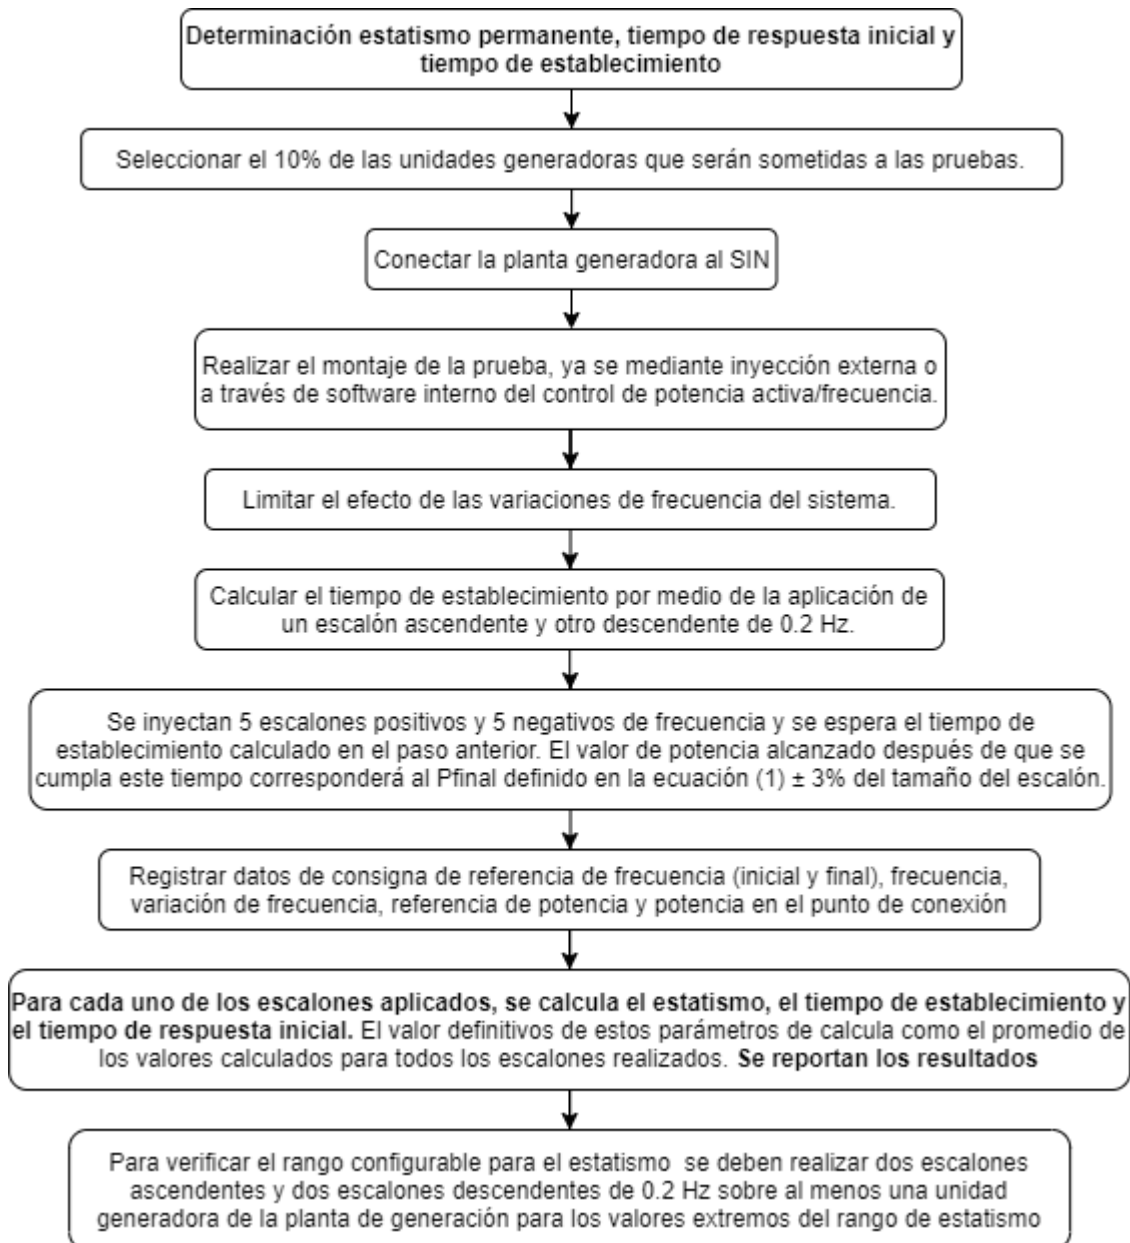 Determinación estatismo permanente, tiempo de respuesta inicial y
tiempo de establecimiento
Seleccionar el 10% de las unidades generadoras que serán sometidas a las pruebas.
Conectar la planta generadora al SIN
Realizar el montaje de la prueba, ya se mediante inyección externa o
a través de software interno del control de potencia activa/frecuencia.
Limitar el efecto de las variaciones de frecuencia del sistema.
Calcular el tiempo de establecimiento por medio de la aplicación de
un escalón ascendente y otro descendente de 0.2 Hz.
Se inyectan 5 escalones positivos y 5 negativos de frecuencia y se espera el tiempo de
establecimiento calculado en el paso anterior. El valor de potencia alcanzado después de que se
cumpla este tiempo corresponderá al Pfinal definido en la ecuación (1) ± 3% del tamaño del escalón.
Registrar datos de consigna de referencia de frecuencia (inicial y final), frecuencia,
variación de frecuencia, referencia de potencia y potencia en el punto de conexión
Para cada uno de los escalones aplicados, se calcula el estatismo, el tiempo de establecimiento y
el tiempo de respuesta inicial. El valor definitivos de estos parámetros de calcula como el promedio de
los valores calculados para todos los escalones realizados. Se reportan los resultados
Para verificar el rango configurable para el estatismo se deben realizar dos escalones
ascendentes y dos escalones descendentes de 0.2 Hz sobre al menos una unidad
generadora de la planta de generación para los valores extremos del rango de estatismo